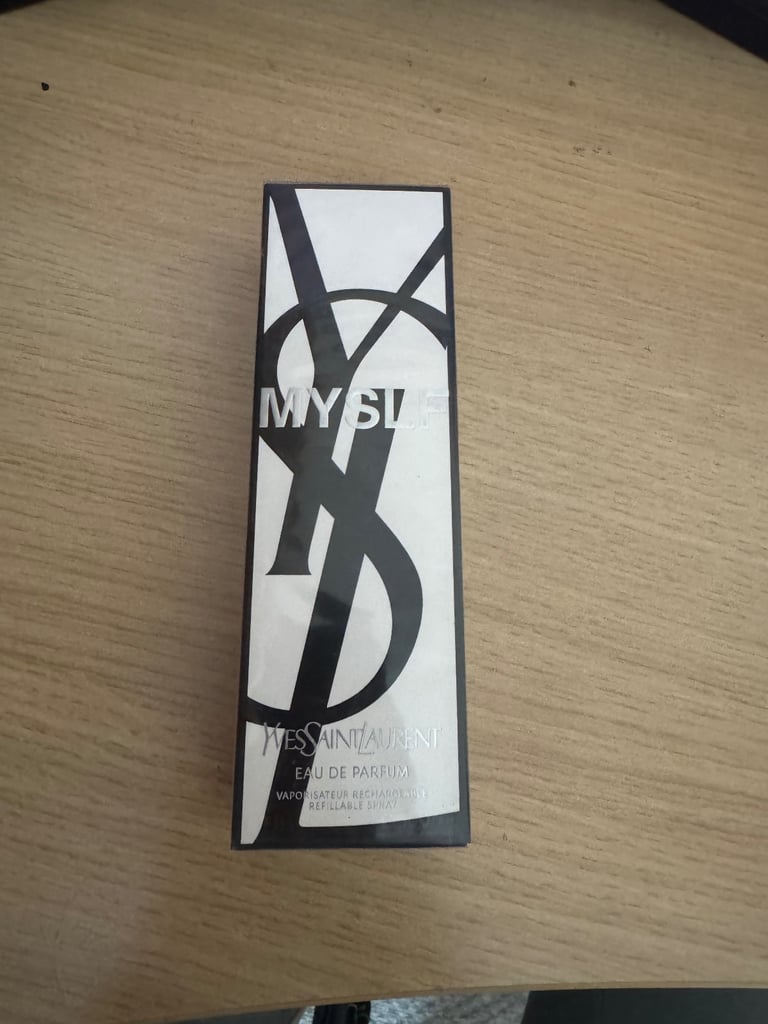 MYSLF
YVESSAINTLAURENT
EAU DE PARFUM
VAPORISATEUR RECHARGEABLE
REFILLABLE SPRAY